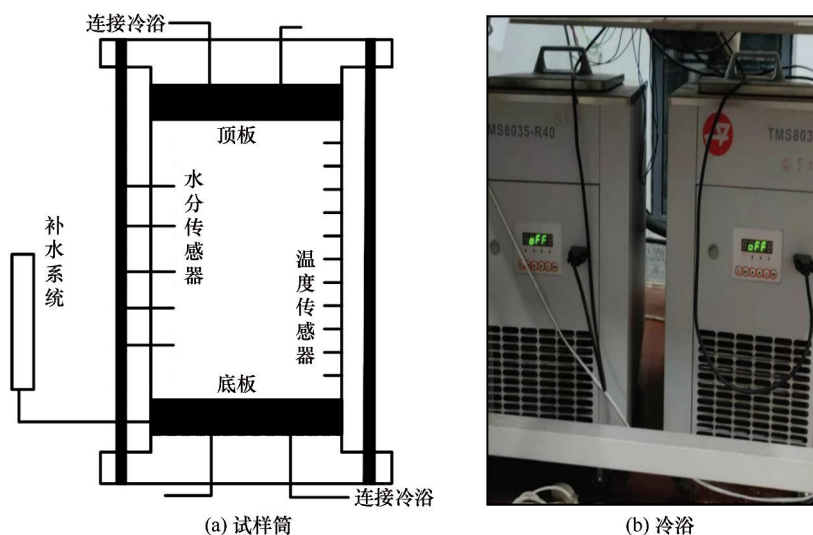 连接冷浴
顶板
水分传感器
温度传感器
补水系统
底板
连接冷浴
(a) 试样筒
MS8035-R40
TMS803
oFF
oFF
(b) 冷浴